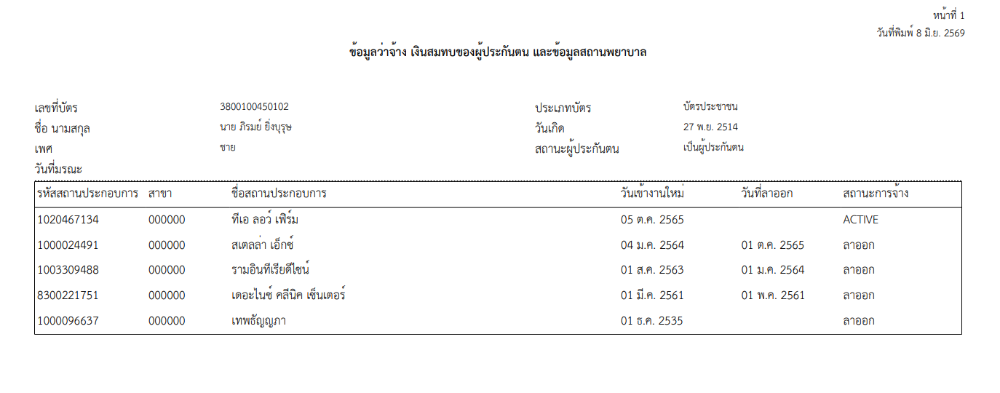 หน้าที่ 1
วันที่พิมพ์ 8 มิ.ย. 2569
ข้อมูลว่าจ้าง เงินสมทบของผู้ประกันตน และข้อมูลสถานพยาบาล
เลขที่บัตร 3800100450102 ประเภทบัตร บัตรประชาชน
ชื่อ นามสกุล นาย ภิรมย์ ยิ่งบุรุษ วันเกิด 27 พ.ย. 2514
เพศ ชาย สถานะผู้ประกันตน เป็นผู้ประกันตน
วันที่มรณะ
รหัสสถานประกอบการ สาขา ชื่อสถานประกอบการ วันเข้างานใหม่ วันที่ลาออก สถานะการจ้าง
1020467134 000000 ทีเอ ลอว์ เฟิร์ม 05 ต.ค. 2565 ACTIVE
1000024491 000000 สเตลล่า เอ็กซ์ 04 ม.ค. 2564 01 ต.ค. 2565 ลาออก
1003309488 000000 รามอินทีเรียดีไซน์ 01 ส.ค. 2563 01 ม.ค. 2564 ลาออก
8300221751 000000 เดอะไนซ์ คลีนิค เซ็นเตอร์ 01 มี.ค. 2561 01 พ.ค. 2561 ลาออก
1000096637 000000 เทพธัญญภา 01 ธ.ค. 2535 ลาออก